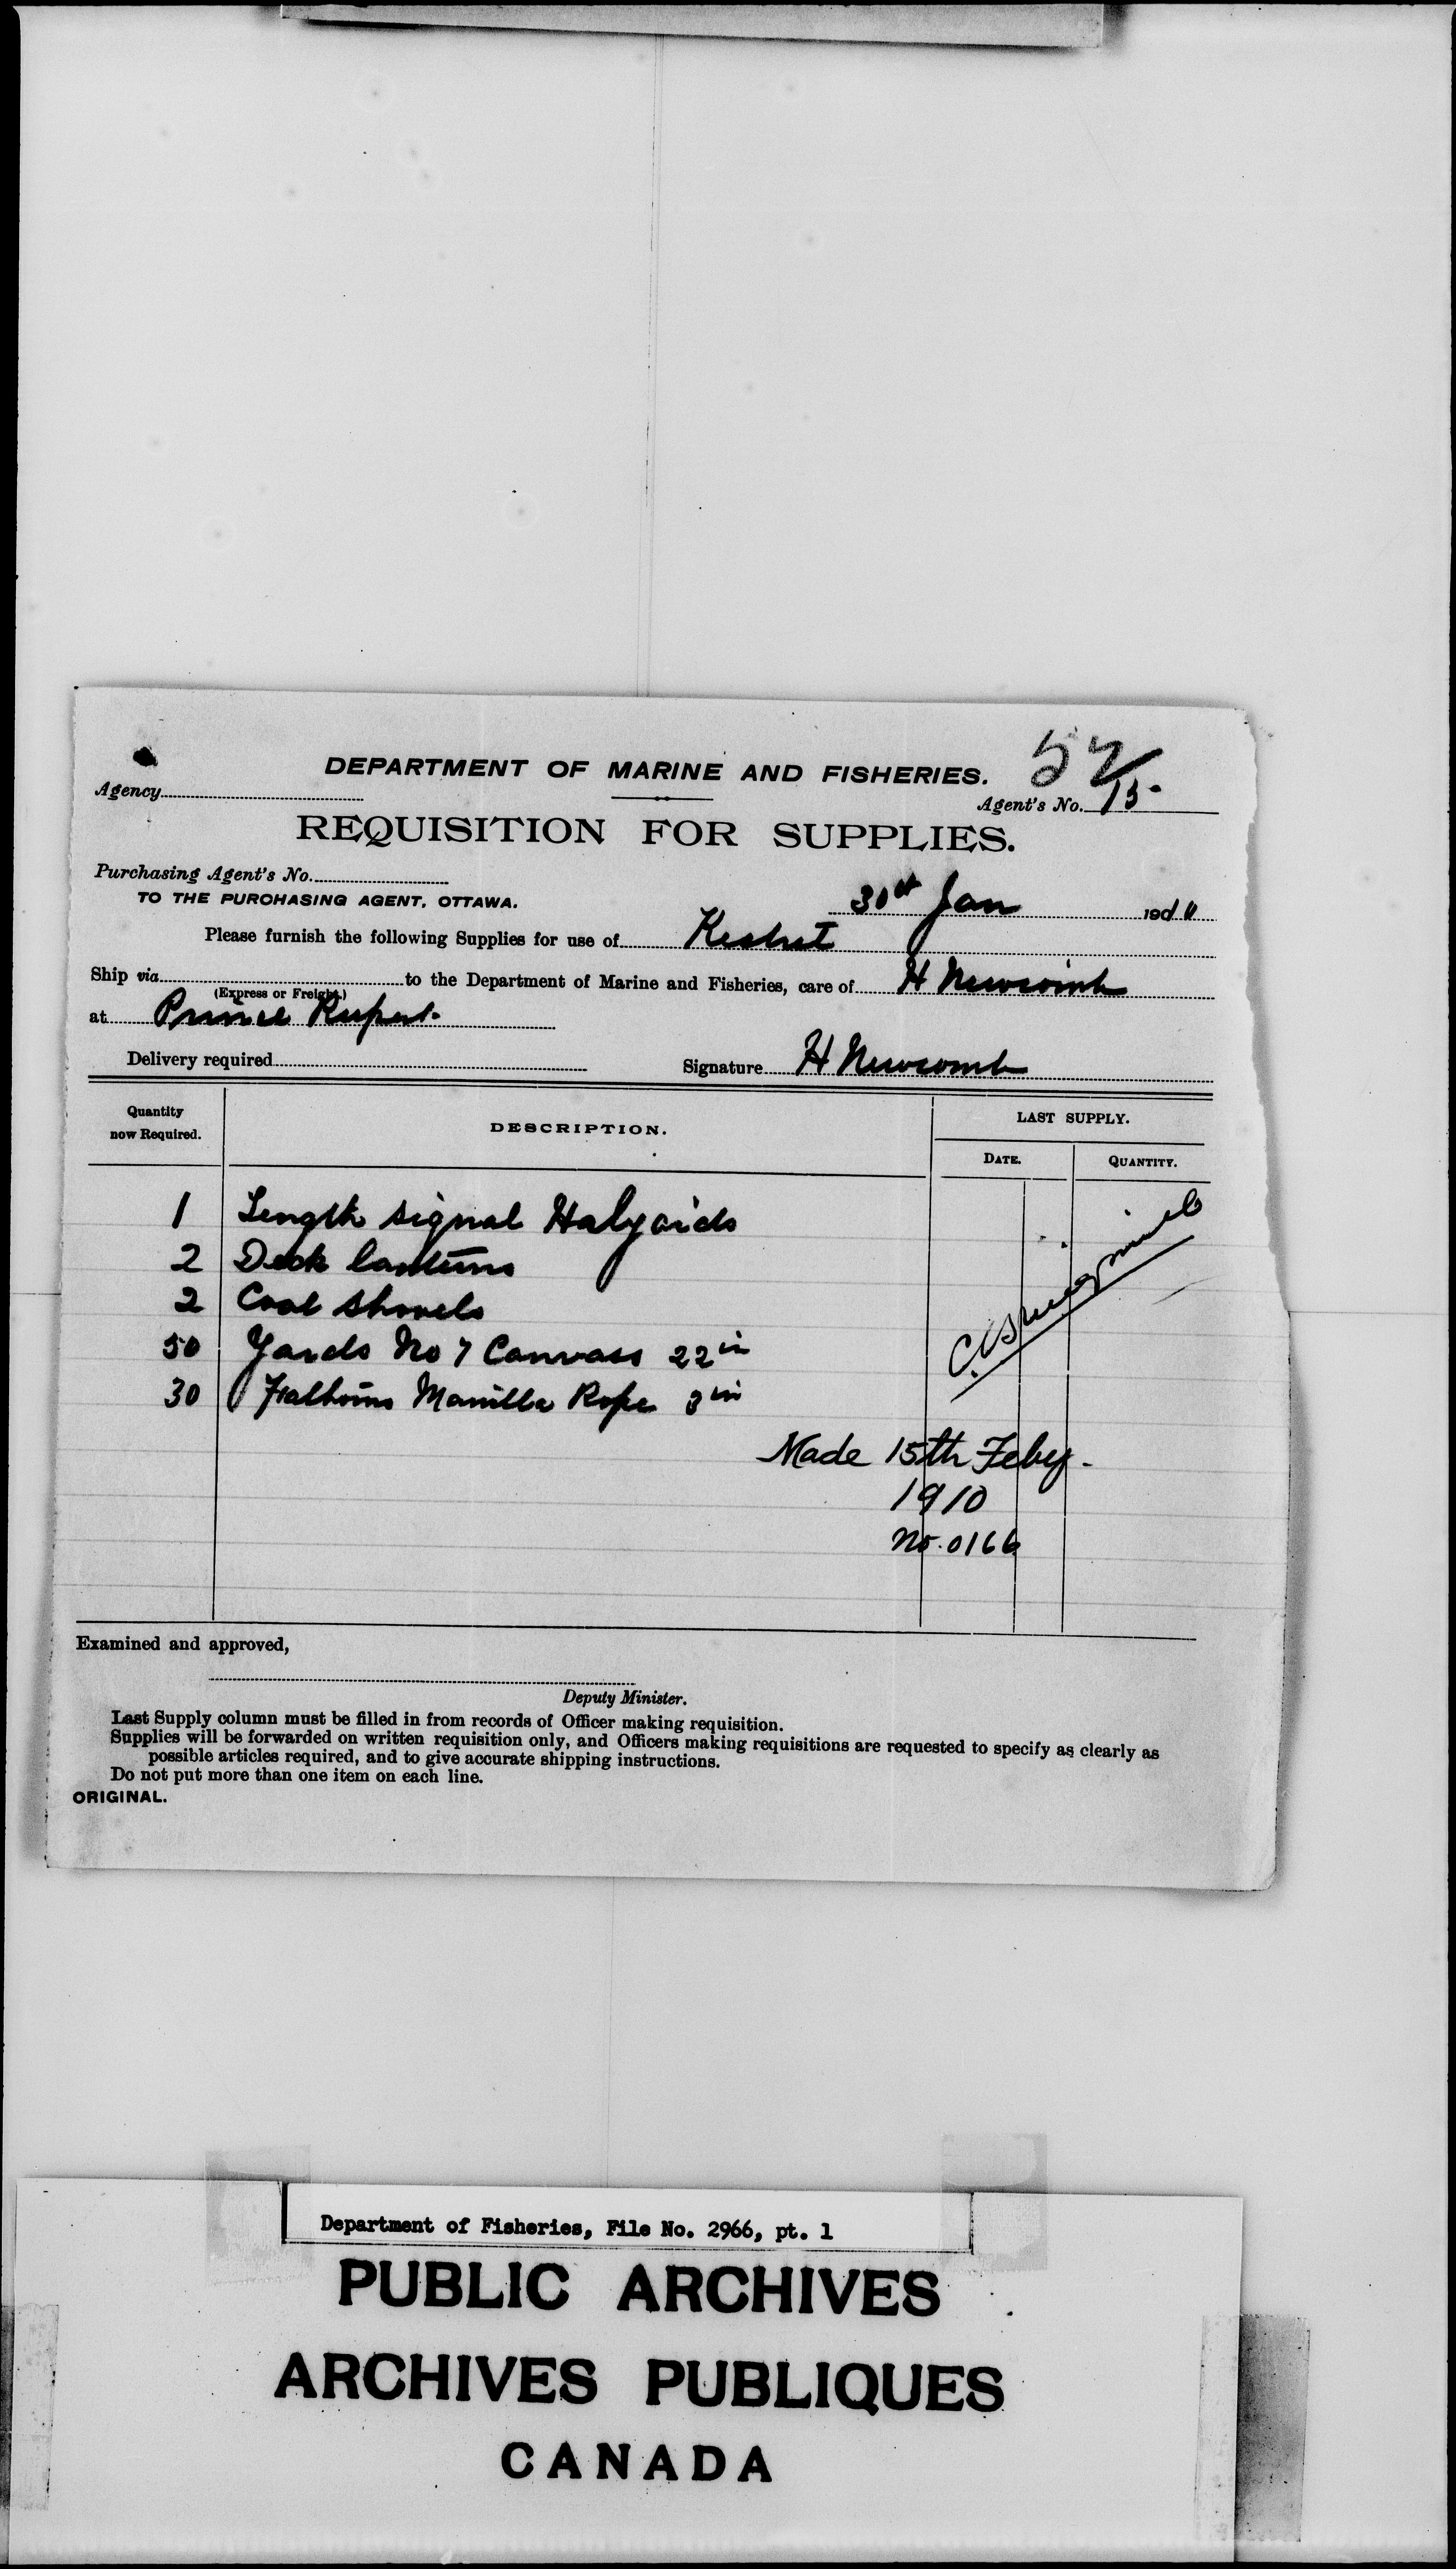 DEPARTMENT OF MARINE AND FISHERIES.
52/15-
Agency
Agent's No.
REQUISITION FOR SUPPLIES.
Purchasing Agent's No.
TO THE PURCHASING AGENT, OTTAWA.
30st Jan 1910
Please furnish the following Supplies for use of Kestrel
Ship via to the Department of Marine and Fisheries, care of H Newcomb
(Express or Freight.)
at Prince Rupert.
Delivery required Signature H Newcomb
Quantity now Required. DESCRIPTION. LAST SUPPLY.
DATE. QUANTITY.
1 Length signal Halyards
2 Deck lanterns
2 Coal shovels
50 Yards No 7 Canvass 22 in
30 Fathoms Manilla Rope 3 in
Made 15th Feby.
1910
No. 0166
Examined and approved,
Deputy Minister.
Last Supply column must be filled in from records of Officer making requisition.
Supplies will be forwarded on written requisition only, and Officers making requisitions are requested to specify as clearly as
possible articles required, and to give accurate shipping instructions.
Do not put more than one item on each line.
ORIGINAL.
Department of Fisheries, File No. 2966, pt. 1
PUBLIC ARCHIVES
ARCHIVES PUBLIQUES
CANADA